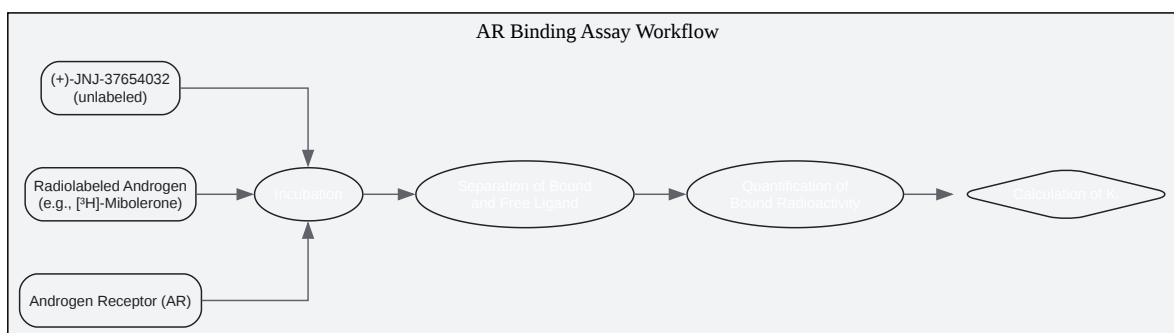 AR Binding Assay Workflow
(+)-JNJ-37654032
(unlabeled)
Radiolabeled Androgen
(e.g., [³H]-Mibolerone)
Androgen Receptor (AR)
Incubation
Separation of Bound
and Free Ligand
Quantification of
Bound Radioactivity
Calculation of K